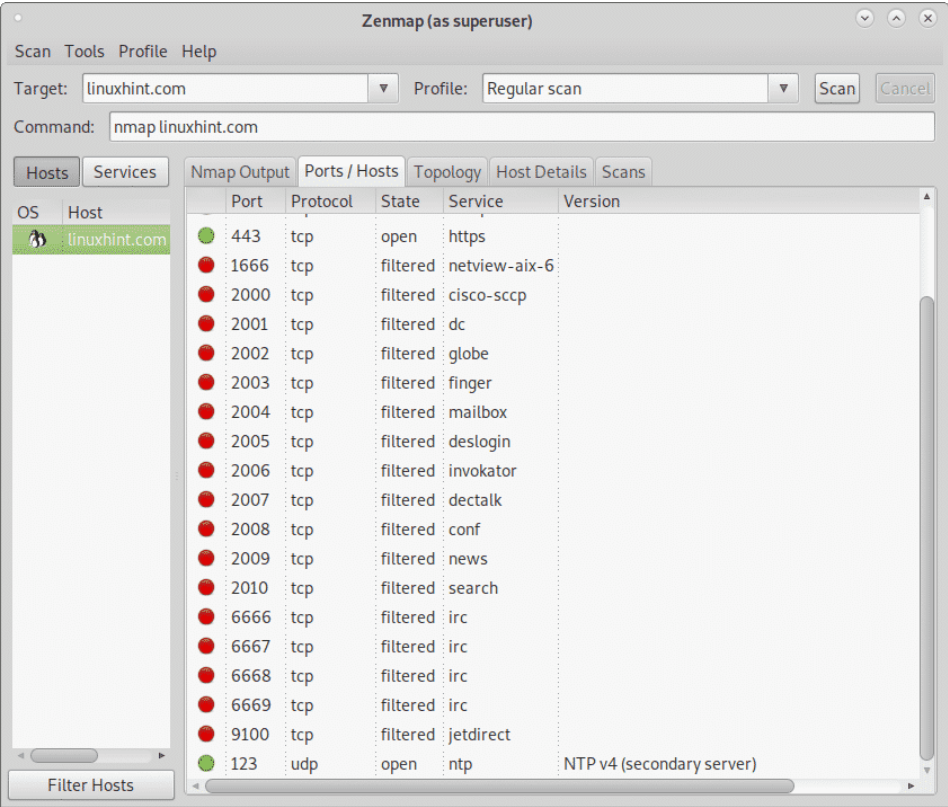 Zenmap (as superuser)
Scan Tools Profile Help
Target: linuxhint.com Profile: Regular scan Scan Cancel
Command: nmap linuxhint.com
Hosts Services Nmap Output Ports / Hosts Topology Host Details Scans
OS Host Port Protocol State Service Version
linuxhint.com
443 tcp open https
1666 tcp filtered netview-aix-6
2000 tcp filtered cisco-sccp
2001 tcp filtered dc
2002 tcp filtered globe
2003 tcp filtered finger
2004 tcp filtered mailbox
2005 tcp filtered deslogin
2006 tcp filtered invokator
2007 tcp filtered dectalk
2008 tcp filtered conf
2009 tcp filtered news
2010 tcp filtered search
6666 tcp filtered irc
6667 tcp filtered irc
6668 tcp filtered irc
6669 tcp filtered irc
9100 tcp filtered jetdirect
123 udp open ntp NTP v4 (secondary server)
Filter Hosts